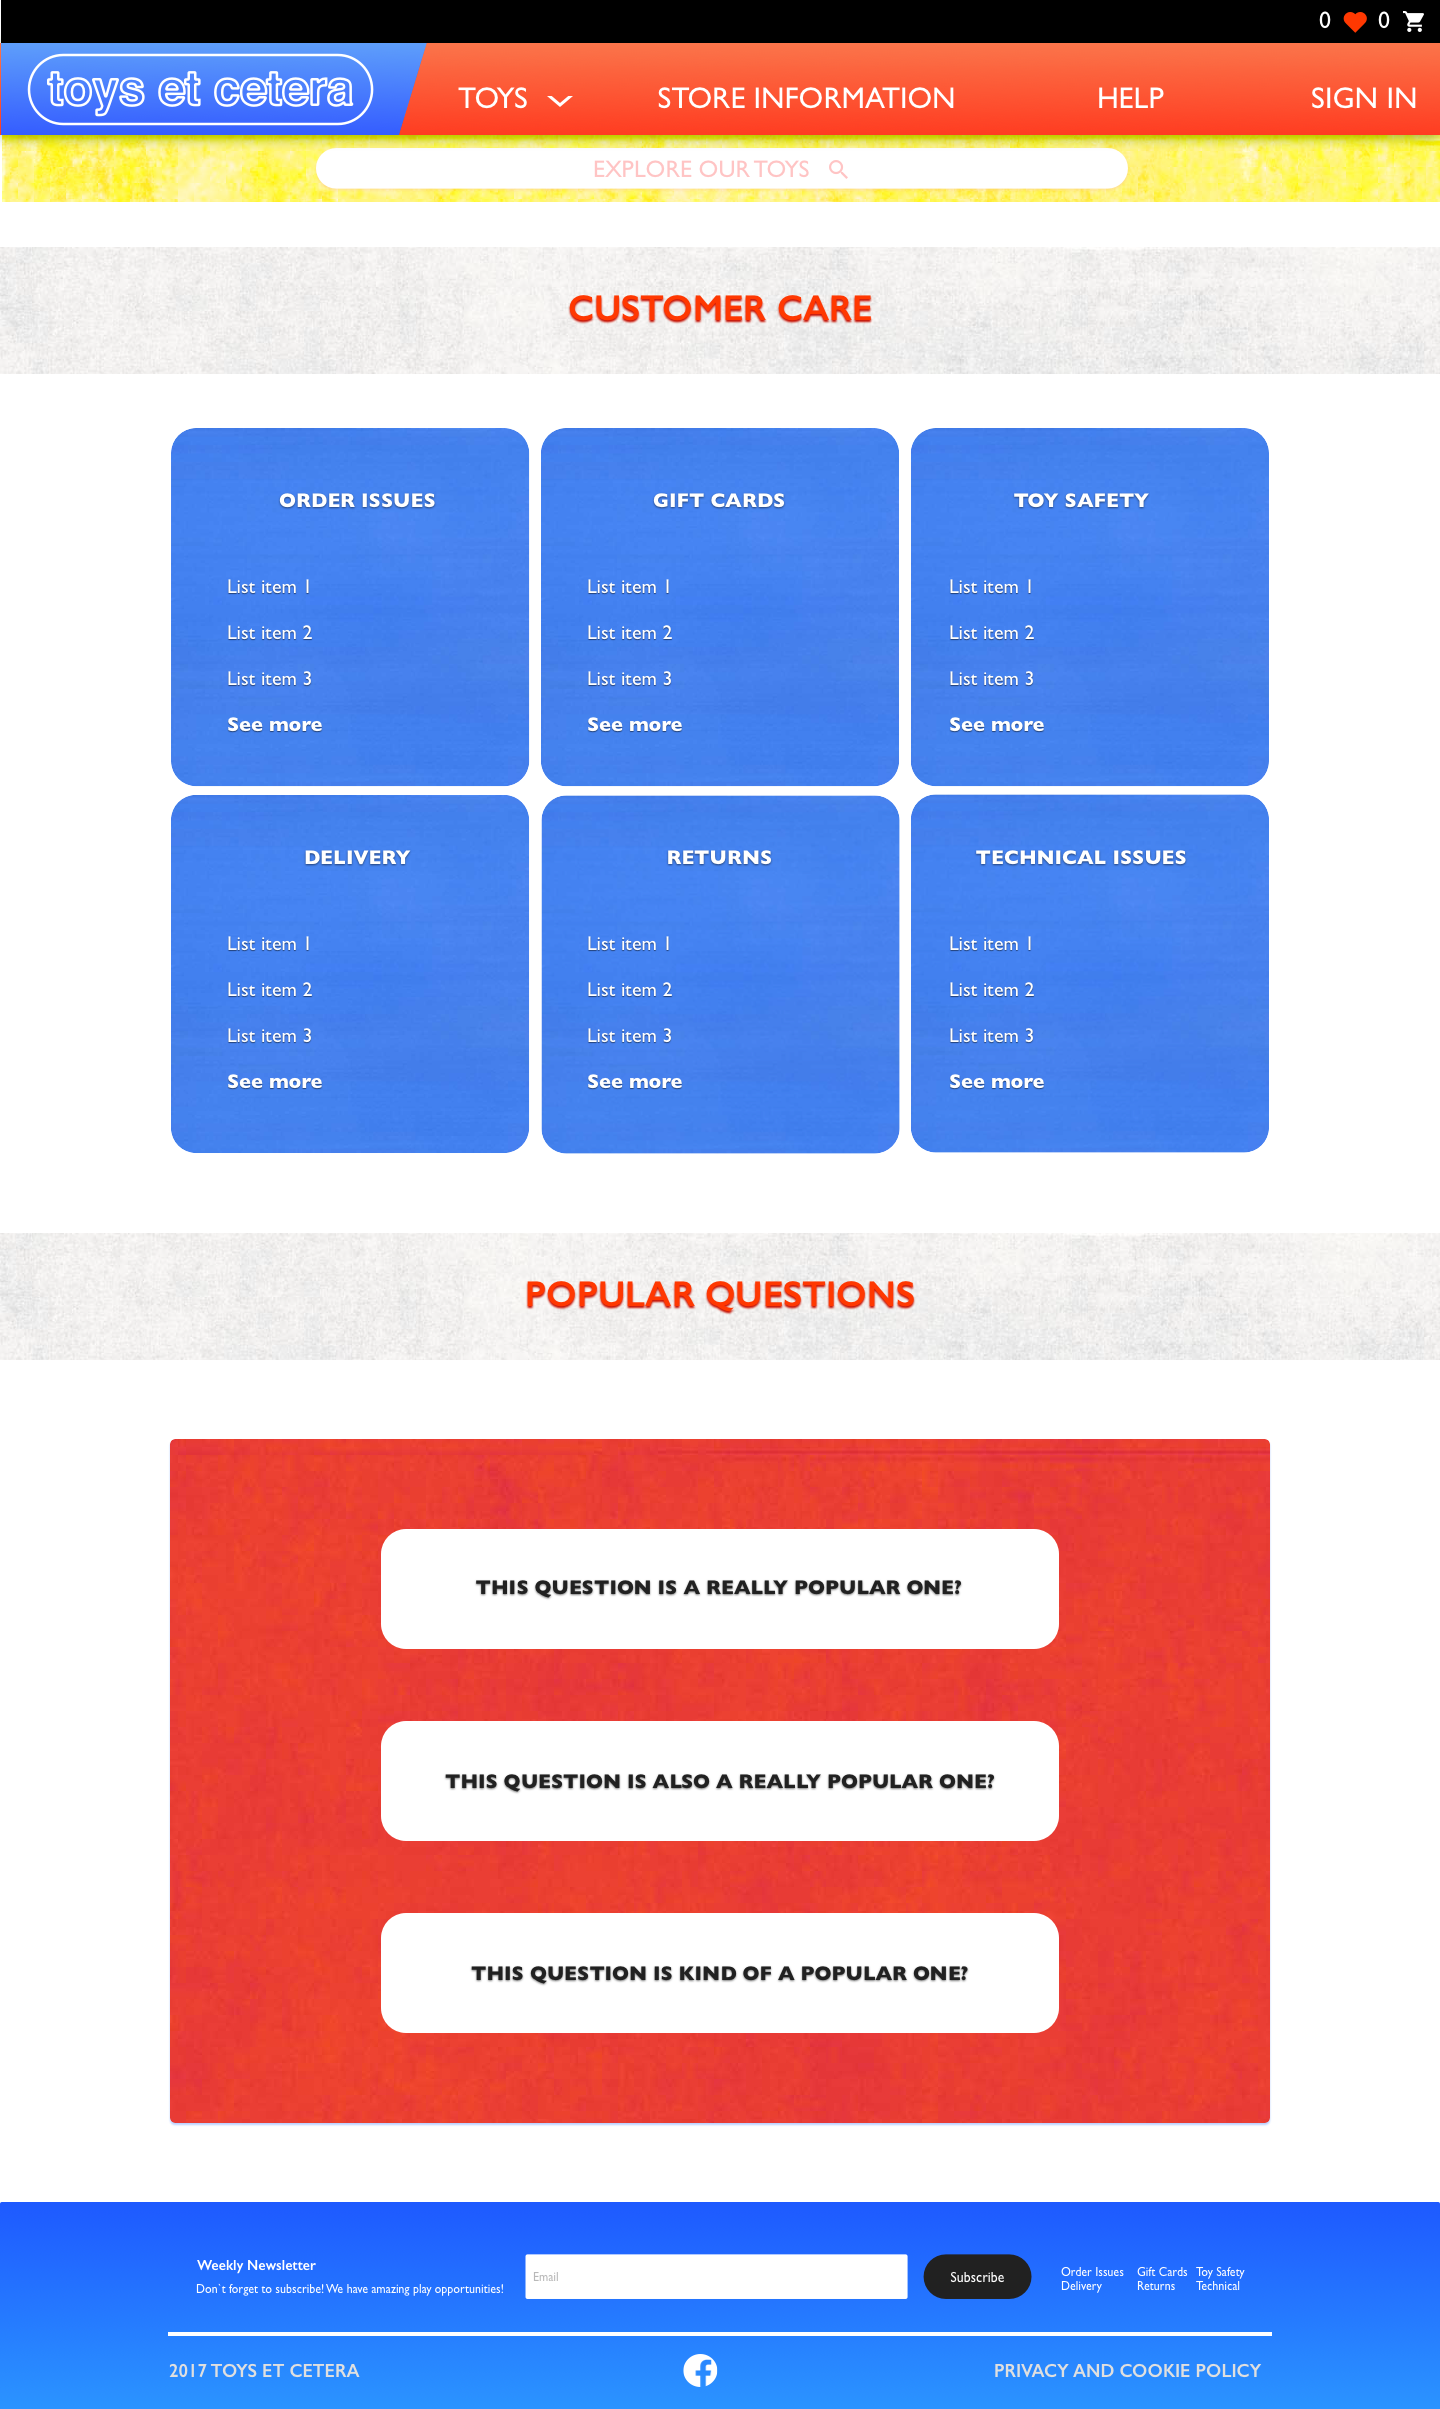 0 0
toys et cetera
TOYS STORE INFORMATION HELP SIGN IN
EXPLORE OUR TOYS
CUSTOMER CARE
ORDER ISSUES
List item 1
List item 2
List item 3
See more
GIFT CARDS
List item 1
List item 2
List item 3
See more
TOY SAFETY
List item 1
List item 2
List item 3
See more
DELIVERY
List item 1
List item 2
List item 3
See more
RETURNS
List item 1
List item 2
List item 3
See more
TECHNICAL ISSUES
List item 1
List item 2
List item 3
See more
POPULAR QUESTIONS
THIS QUESTION IS A REALLY POPULAR ONE?
THIS QUESTION IS ALSO A REALLY POPULAR ONE?
THIS QUESTION IS KIND OF A POPULAR ONE?
Weekly Newsletter
Don`t forget to subscribe! We have amazing play opportunities!
Email
Subscribe
Order Issues Gift Cards Toy Safety
Delivery Returns Technical
2017 TOYS ET CETERA
PRIVACY AND COOKIE POLICY